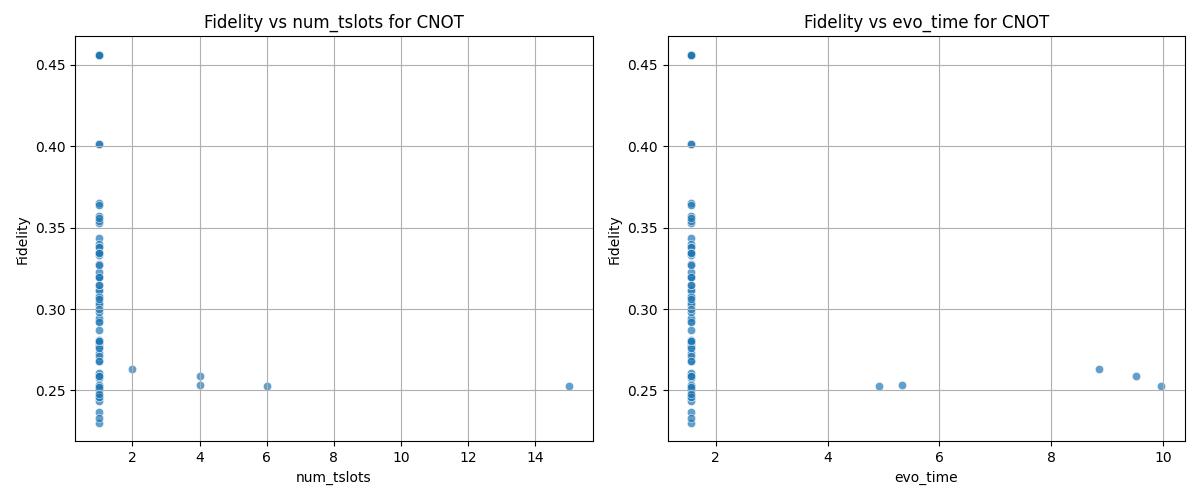 Fidelity vs num_tslots for CNOT
0.45
0.40
0.35
0.30
0.25
Fidelity
2 4 6 8 10 12 14
num_tslots
Fidelity vs evo_time for CNOT
0.45
0.40
0.35
0.30
0.25
Fidelity
2 4 6 8 10
evo_time